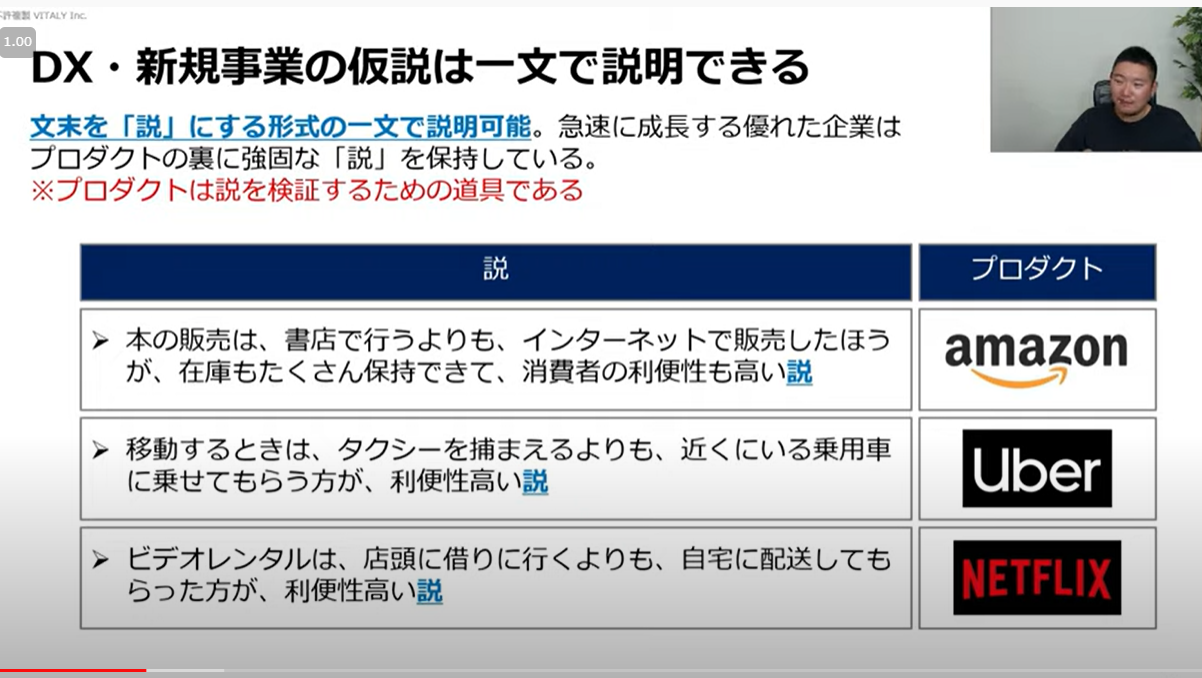 不許複製 VITALY Inc.
1.00
DX・新規事業の仮説は一文で説明できる
文末を「説」にする形式の一文で説明可能。急速に成長する優れた企業は
プロダクトの裏に強固な「説」を保持している。
※プロダクトは説を検証するための道具である
説
プロダクト
➢ 本の販売は、書店で行うよりも、インターネットで販売したほう
が、在庫もたくさん保持できて、消費者の利便性も高い説
amazon
➢ 移動するときは、タクシーを捕まえるよりも、近くにいる乗用車
に乗せてもらう方が、利便性高い説
Uber
➢ ビデオレンタルは、店頭に借りに行くよりも、自宅に配送しても
らった方が、利便性高い説
NETFLIX